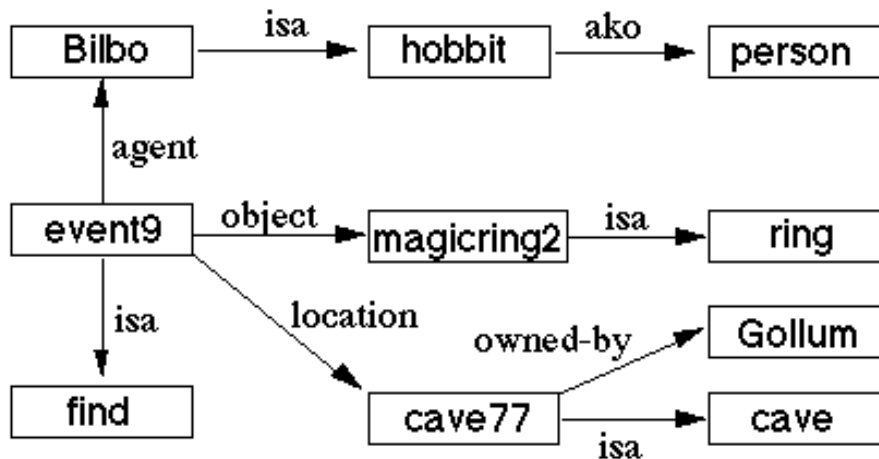 Bilbo isa hobbit ako person
agent
event9 object magicring2 isa ring
isa location owned-by Gollum
find cave77 isa cave